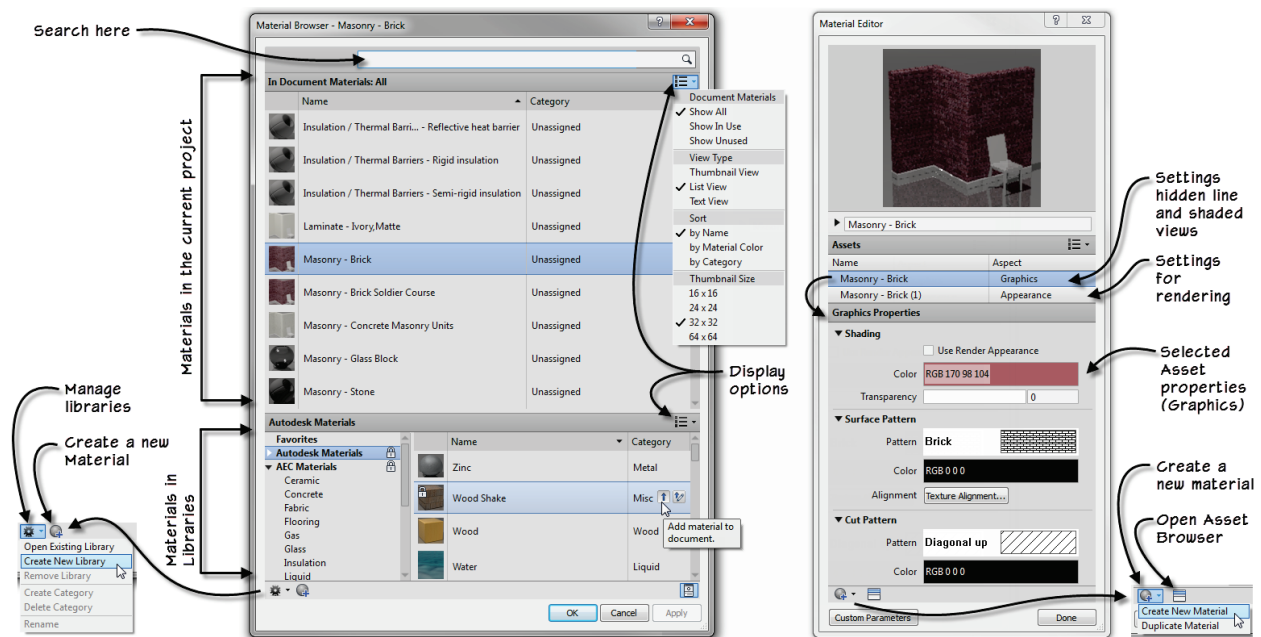 Search here
Materials in the current project
Manage libraries
Create a new Material
Materials in Libraries
Open Existing Library
Create New Library
Remove Library
Create Category
Delete Category
Rename
Material Browser - Masonry - Brick
?
In Document Materials: All
Name Category
Insulation / Thermal Barri... - Reflective heat barrier Unassigned
Insulation / Thermal Barriers - Rigid insulation Unassigned
Insulation / Thermal Barriers - Semi-rigid insulation Unassigned
Laminate - Ivory,Matte Unassigned
Masonry - Brick Unassigned
Masonry - Brick Soldier Course Unassigned
Masonry - Concrete Masonry Units Unassigned
Masonry - Glass Block Unassigned
Masonry - Stone Unassigned
Document Materials
Show All
Show In Use
Show Unused
View Type
Thumbnail View
List View
Text View
Sort
by Name
by Material Color
by Category
Thumbnail Size
16 x 16
24 x 24
32 x 32
64 x 64
Display options
Autodesk Materials
Favorites
Autodesk Materials
AEC Materials
Ceramic
Concrete
Fabric
Flooring
Gas
Glass
Insulation
Liquid
Name Category
Zinc Metal
Wood Shake Misc
Wood Wood
Water Liquid
Add material to document.
OK Cancel Apply
Material Editor
?
Masonry - Brick
Assets
Name Aspect
Masonry - Brick Graphics
Masonry - Brick (1) Appearance
Graphics Properties
Shading
Use Render Appearance
Color RGB 170 98 104
Transparency 0
Surface Pattern
Pattern Brick
Color RGB 0 0 0
Alignment Texture Alignment...
Cut Pattern
Pattern Diagonal up
Color RGB 0 0 0
Custom Parameters Done
Settings hidden line and shaded views
Settings for rendering
Selected Asset properties (Graphics)
Create a new material
Open Asset Browser
Create New Material
Duplicate Material